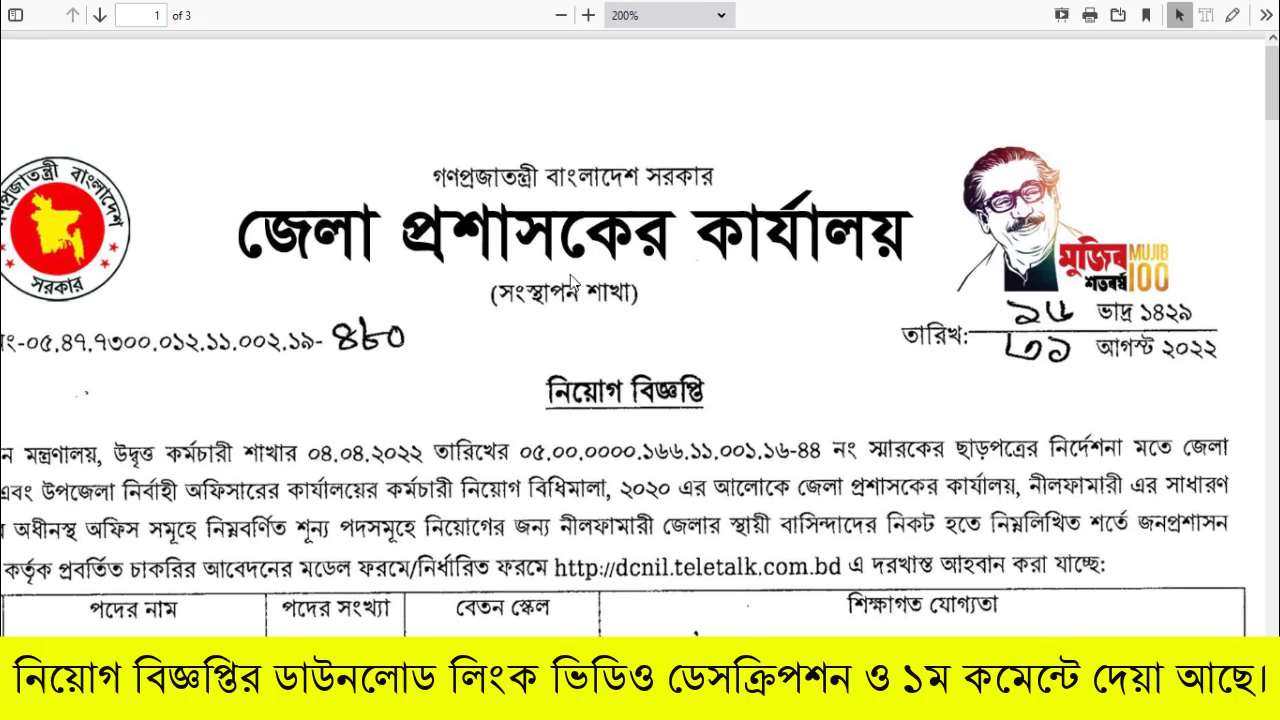 1 of 3 200%
গণপ্রজাতন্ত্রী বাংলাদেশ সরকার
জেলা প্রশাসকের কার্যালয়
(সংস্থাপন শাখা)
বাংলাদেশ
সরকার
মুজিব MUJIB
শতবর্ষ 100
নং-০৫.৪৭.৭৩০০.০১২.১১.০০২.১৯- ৪৮০
তারিখ: ১৬ ভাদ্র ১৪২৯
৩১ আগস্ট ২০২২
নিয়োগ বিজ্ঞপ্তি
মন্ত্রণালয়, উদ্বৃত্ত কর্মচারী শাখার ০৪.০৪.২০২২ তারিখের ০৫.০০.০০০০.১৬৬.১১.০০১.১৬-৪৪ নং স্মারকের ছাড়পত্রের নির্দেশনা মতে জেলা
এবং উপজেলা নির্বাহী অফিসারের কার্যালয়ের কর্মচারী নিয়োগ বিধিমালা, ২০২০ এর আলোকে জেলা প্রশাসকের কার্যালয়, নীলফামারী এর সাধারণ
অধীনস্থ অফিস সমূহে নিম্নবর্ণিত শূন্য পদসমূহে নিয়োগের জন্য নীলফামারী জেলার স্থায়ী বাসিন্দাদের নিকট হতে নিম্নলিখিত শর্তে জনপ্রশাসন
কর্তৃক প্রবর্তিত চাকরির আবেদনের মডেল ফরমে/নির্ধারিত ফরমে http://dcnil.teletalk.com.bd এ দরখাস্ত আহবান করা যাচ্ছে:
পদের নাম পদের সংখ্যা বেতন স্কেল শিক্ষাগত যোগ্যতা
নিয়োগ বিজ্ঞপ্তির ডাউনলোড লিংক ভিডিও ডেসক্রিপশন ও ১ম কমেন্টে দেয়া আছে।